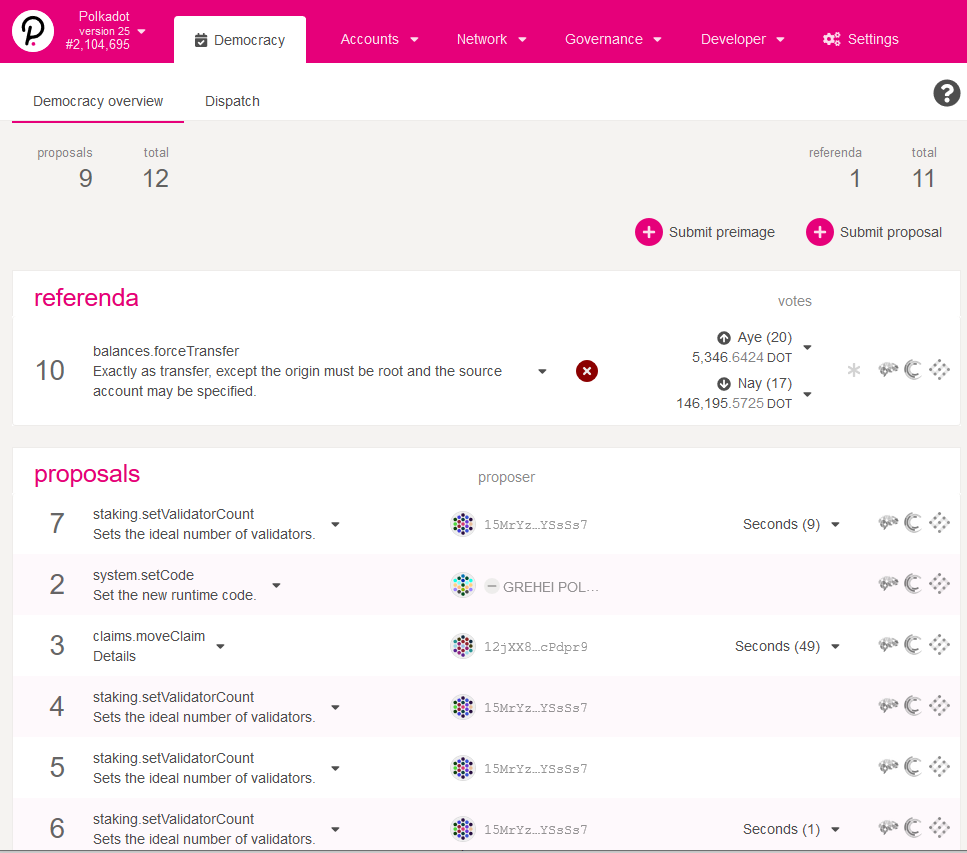 Polkadot
version 25
#2,104,695
Democracy
Accounts
Network
Governance
Developer
Settings
Democracy overview
Dispatch
proposals
9
total
12
referenda
1
total
11
Submit preimage
Submit proposal
referenda
votes
10
balances.forceTransfer
Exactly as transfer, except the origin must be root and the source
account may be specified.
Aye (20)
5,346.6424 DOT
Nay (17)
146,195.5725 DOT
proposals
proposer
7
staking.setValidatorCount
Sets the ideal number of validators.
15MrYz…YSsSs7
Seconds (9)
2
system.setCode
Set the new runtime code.
GREHEI POL…
3
claims.moveClaim
Details
12jXX8…cPdpr9
Seconds (49)
4
staking.setValidatorCount
Sets the ideal number of validators.
15MrYz…YSsSs7
5
staking.setValidatorCount
Sets the ideal number of validators.
15MrYz…YSsSs7
6
staking.setValidatorCount
Sets the ideal number of validators.
15MrYz…YSsSs7
Seconds (1)